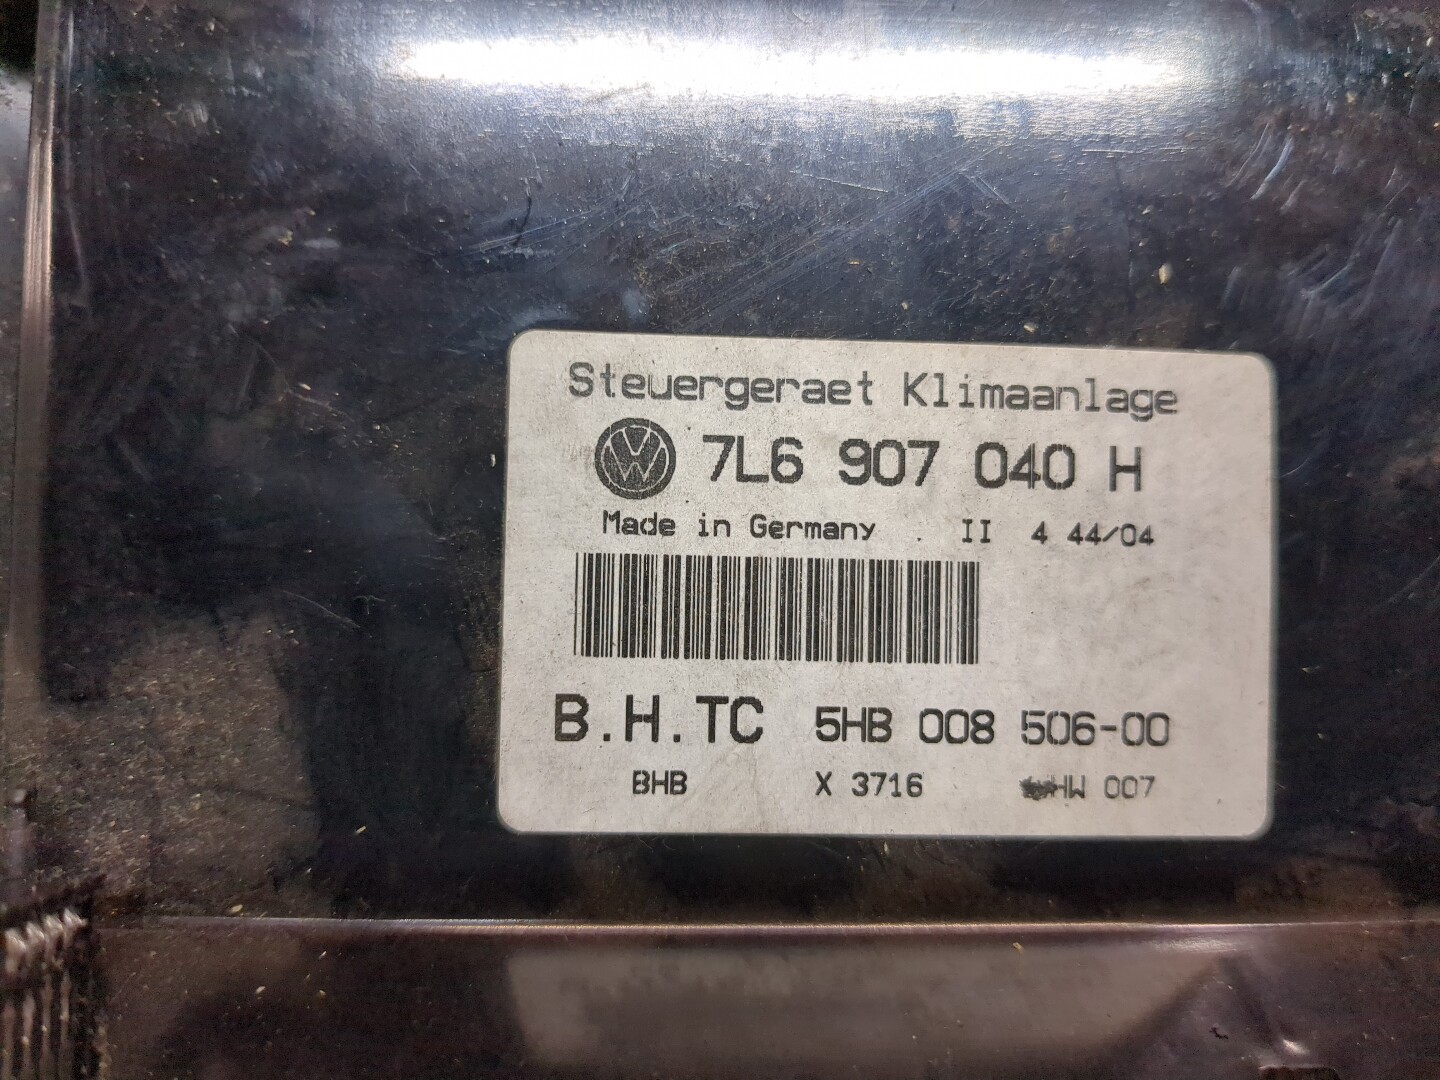 Steuergeraet Klimaanlage
7L6 907 040 H
Made in Germany . II 4 44/04
B.H.TC 5HB 008 506-00
BHB X 3716 HW 007